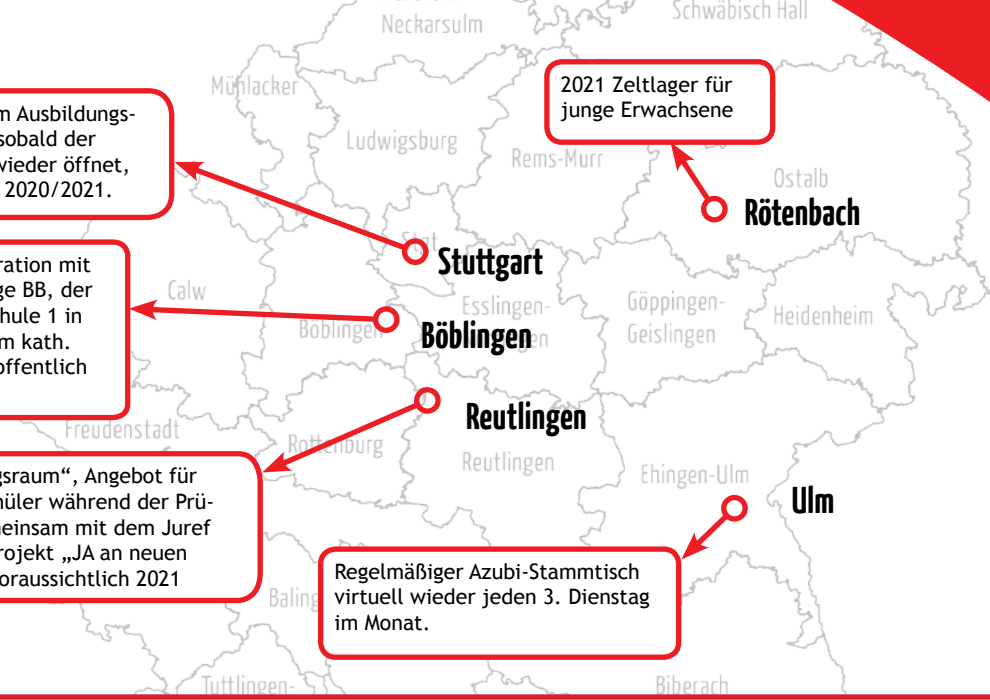 Neckarsulm
Schwäbisch Hall
Mühlacker
2021 Zeltlager für
junge Erwachsene
m Ausbildungs-
sobald der
wieder öffnet,
2020/2021.
Ludwigsburg
Rems-Murr
Ostalb
Rötenbach
Stuttgart
ration mit
ge BB, der
hule 1 in
m kath.
offentlich
Calw
Böblingen
Böblingen
Esslingen-
Göppingen-
Geislingen
Heidenheim
Freudenstadt
Rottenburg
Reutlingen
Reutlingen
gsraum“, Angebot für
hüler während der Prü-
meinsam mit dem Juref
rojekt „JA an neuen
oraussichtlich 2021
Ehingen-Ulm
Ulm
Regelmäßiger Azubi-Stammtisch
virtuell wieder jeden 3. Dienstag
im Monat.
Baling
Tuttlingen-
Biberach